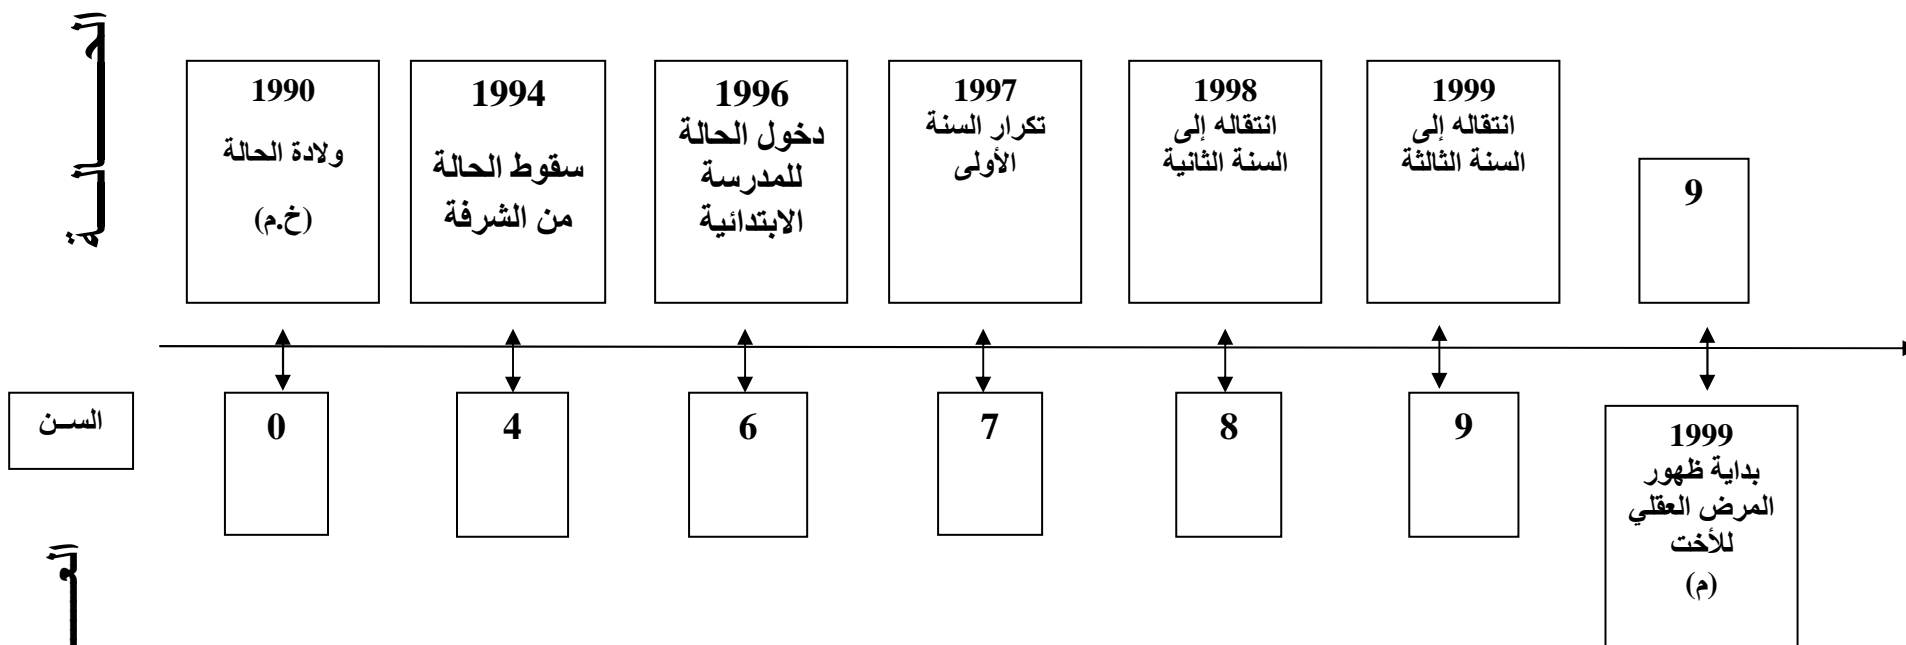 الحـــــالـــــة
1990
ولادة الحالة
(خ.م)
1994
سقوط الحالة
من الشرفة
1996
دخول الحالة
للمدرسة
الابتدائية
1997
تكرار السنة
الأولى
1998
انتقاله إلى
السنة الثانية
1999
انتقاله إلى
السنة الثالثة
9
الســن
0
4
6
7
8
9
1999
بداية ظهور
المرض العقلي
للأخت
(م)